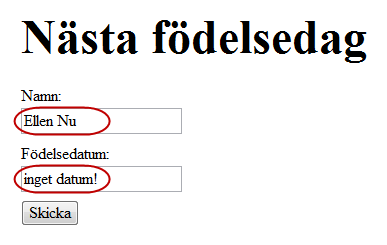 Nästa födelsedag
Namn:
Ellen Nu
Födelsedatum:
inget datum!
Skicka